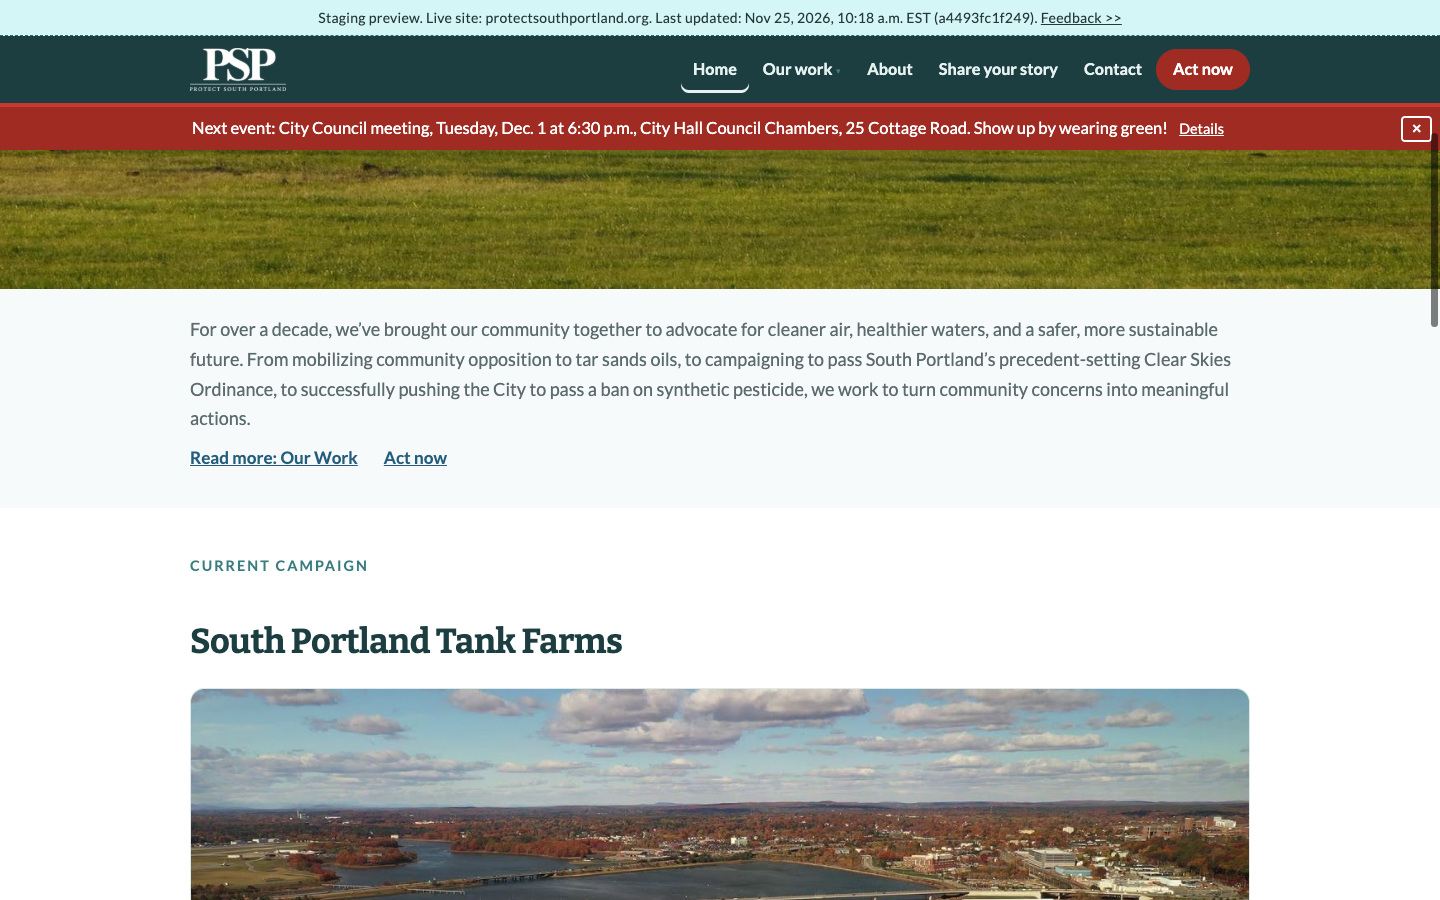 Staging preview. Live site: protectsouthportland.org. Last updated: Nov 25, 2026, 10:18 a.m. EST (a4493fc1f249). Feedback >>
PSP
PROTECT SOUTH PORTLAND
Home
Our work
About
Share your story
Contact
Act now
Next event: City Council meeting, Tuesday, Dec. 1 at 6:30 p.m., City Hall Council Chambers, 25 Cottage Road. Show up by wearing green! Details
×
For over a decade, we’ve brought our community together to advocate for cleaner air, healthier waters, and a safer, more sustainable
future. From mobilizing community opposition to tar sands oils, to campaigning to pass South Portland’s precedent-setting Clear Skies
Ordinance, to successfully pushing the City to pass a ban on synthetic pesticide, we work to turn community concerns into meaningful
actions.
Read more: Our Work Act now
CURRENT CAMPAIGN
South Portland Tank Farms